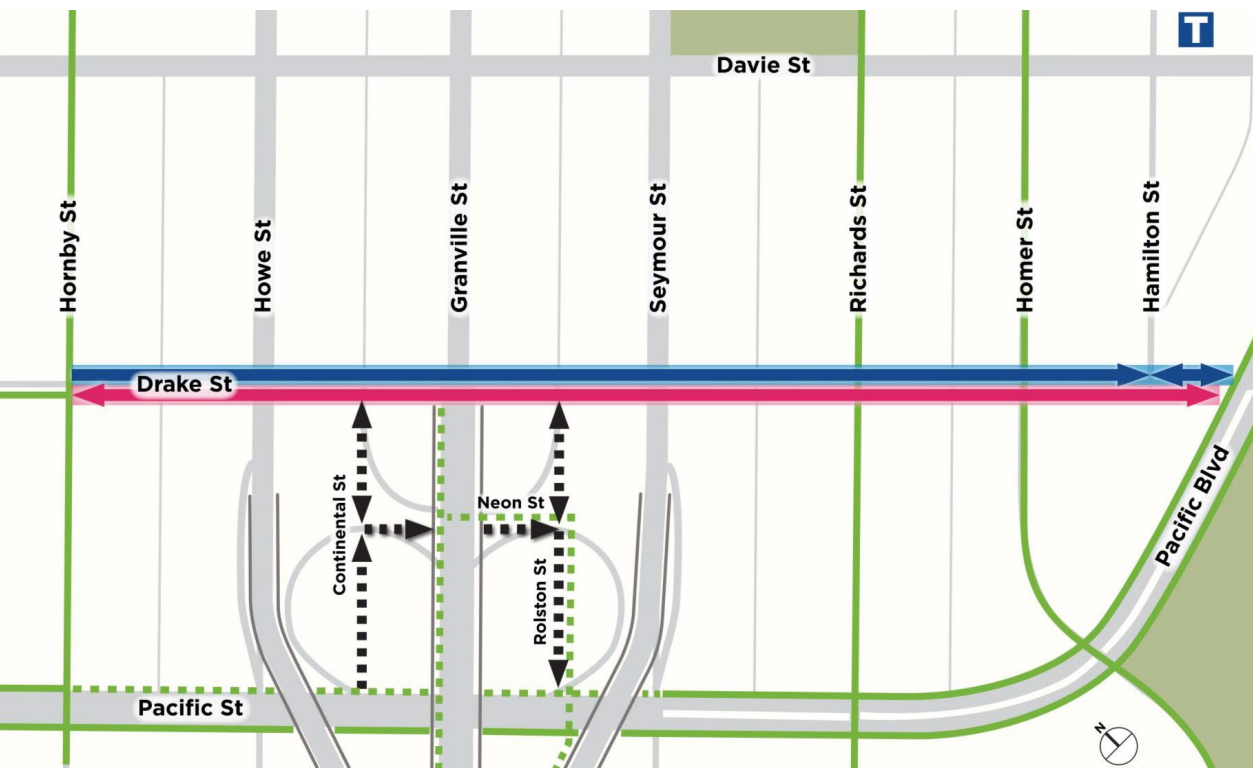 T
Davie St
Hornby St
Howe St
Granville St
Seymour St
Richards St
Homer St
Hamilton St
Drake St
Continental St
Neon St
Rolston St
Pacific Blvd
Pacific St
N